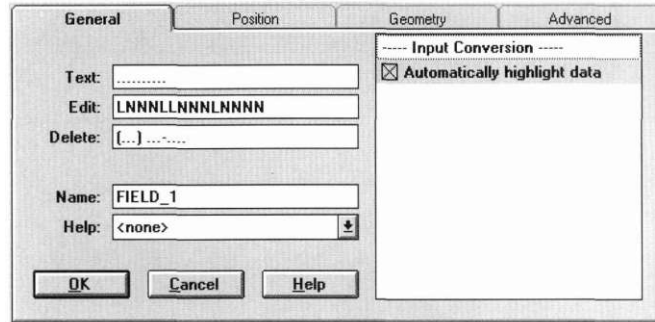 General
Position
Geometry
Advanced
Text: ..........
Edit: LNNNLLNNNLNNNN
Delete: (...) ...-....
Name: FIELD_1
Help: <none>
OK
Cancel
Help
----- Input Conversion -----
Automatically highlight data